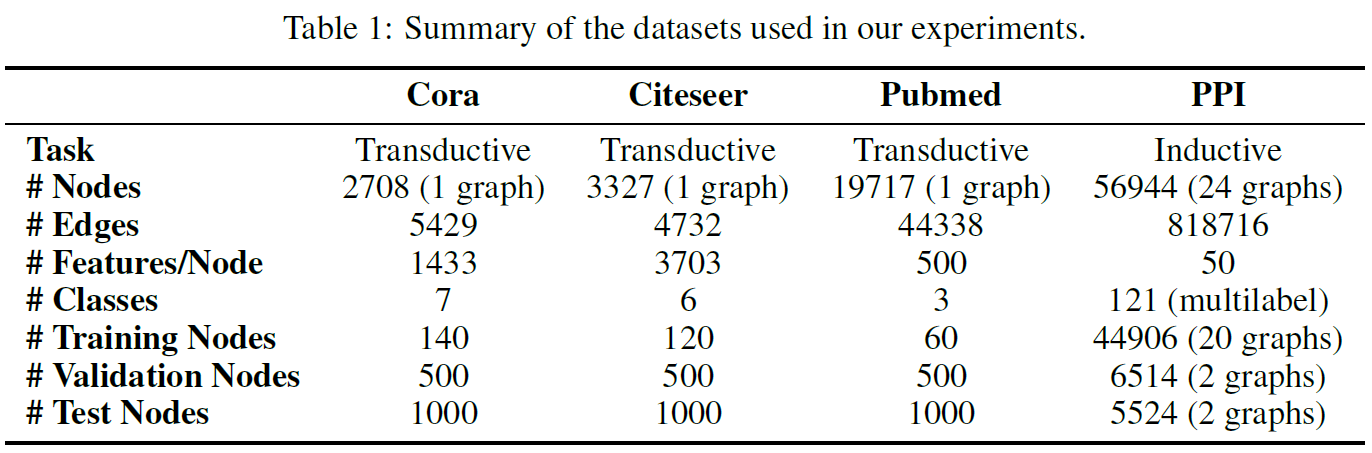 Table 1: Summary of the datasets used in our experiments.
Cora Citeseer Pubmed PPI
Task Transductive Transductive Transductive Inductive
# Nodes 2708 (1 graph) 3327 (1 graph) 19717 (1 graph) 56944 (24 graphs)
# Edges 5429 4732 44338 818716
# Features/Node 1433 3703 500 50
# Classes 7 6 3 121 (multilabel)
# Training Nodes 140 120 60 44906 (20 graphs)
# Validation Nodes 500 500 500 6514 (2 graphs)
# Test Nodes 1000 1000 1000 5524 (2 graphs)